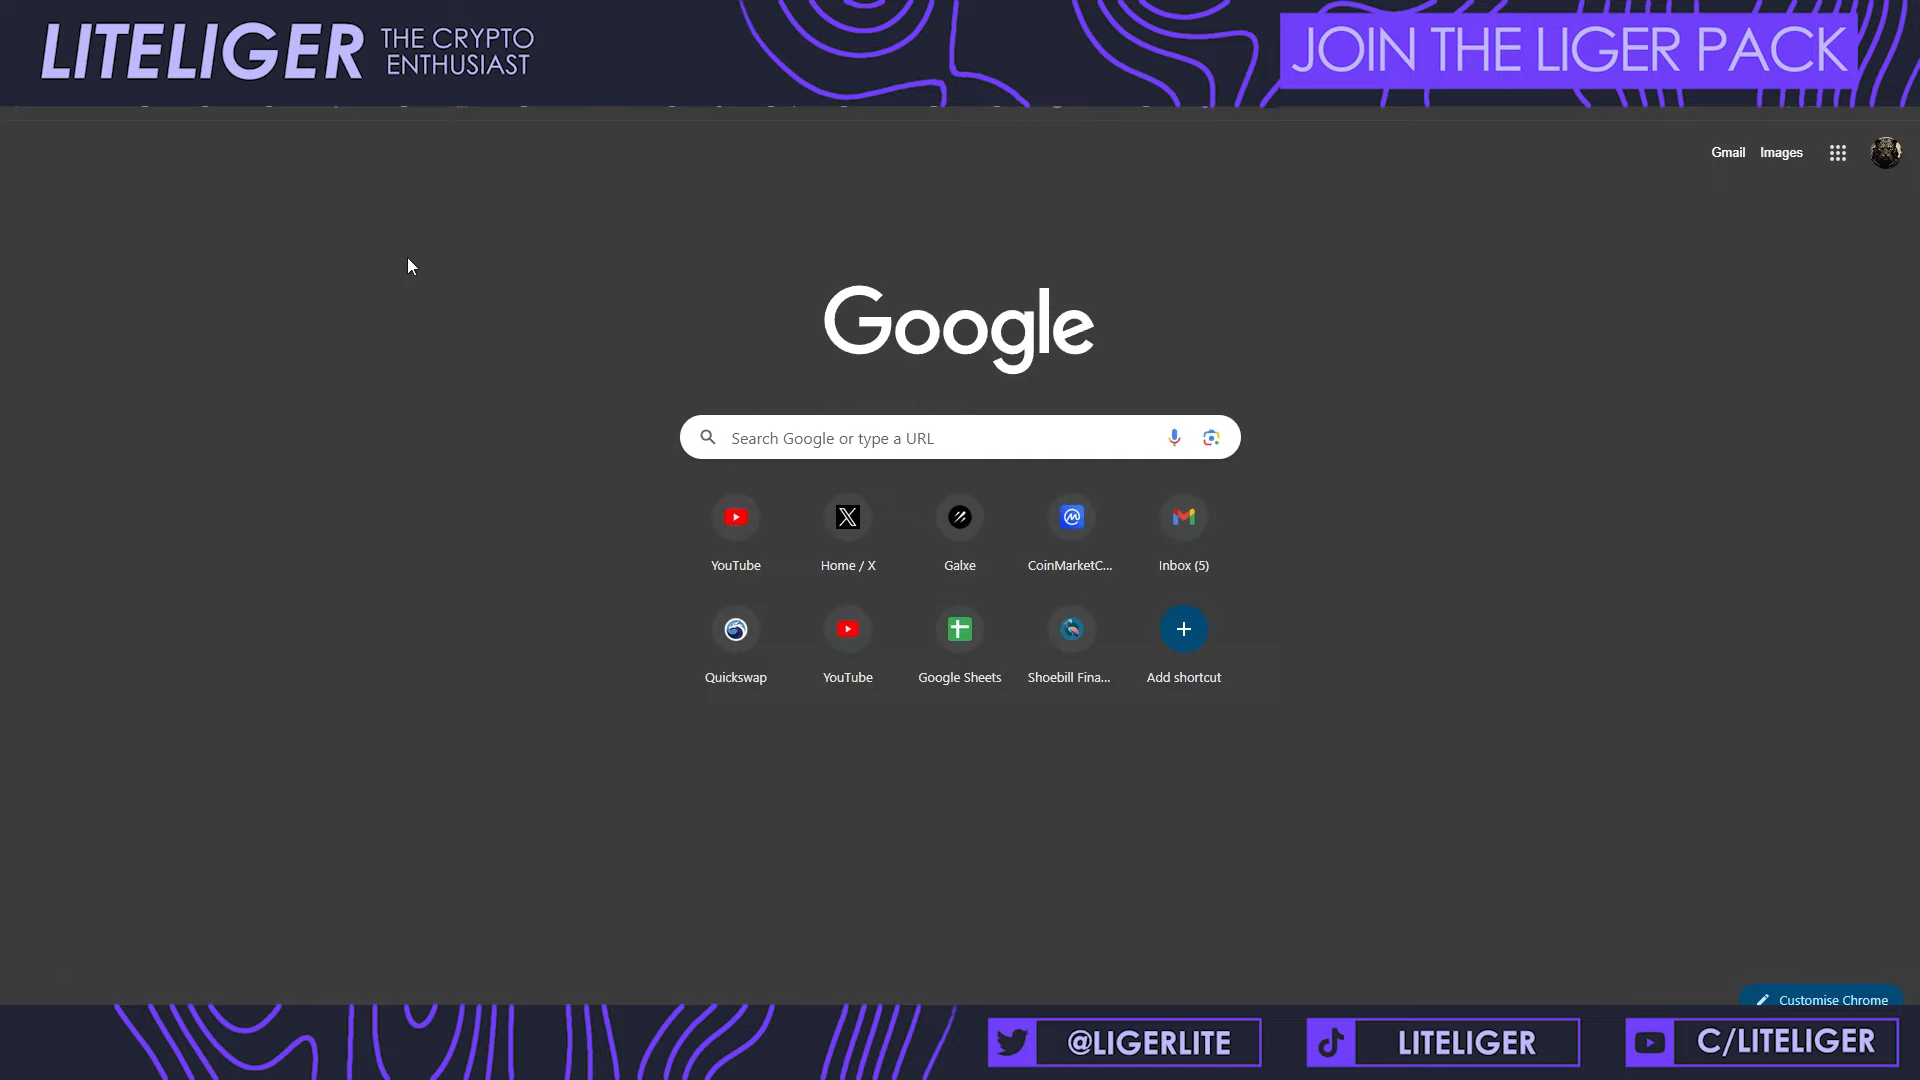 LITELIGER
THE CRYPTO
ENTHUSIAST
JOIN THE LIGER PACK
Gmail Images
Google
Search Google or type a URL
YouTube Home / X Galxe CoinMarketC... Inbox (5)
Quickswap YouTube Google Sheets Shoebill Fina... Add shortcut
Customise Chrome
@LIGERLITE LITELIGER C/LITELIGER